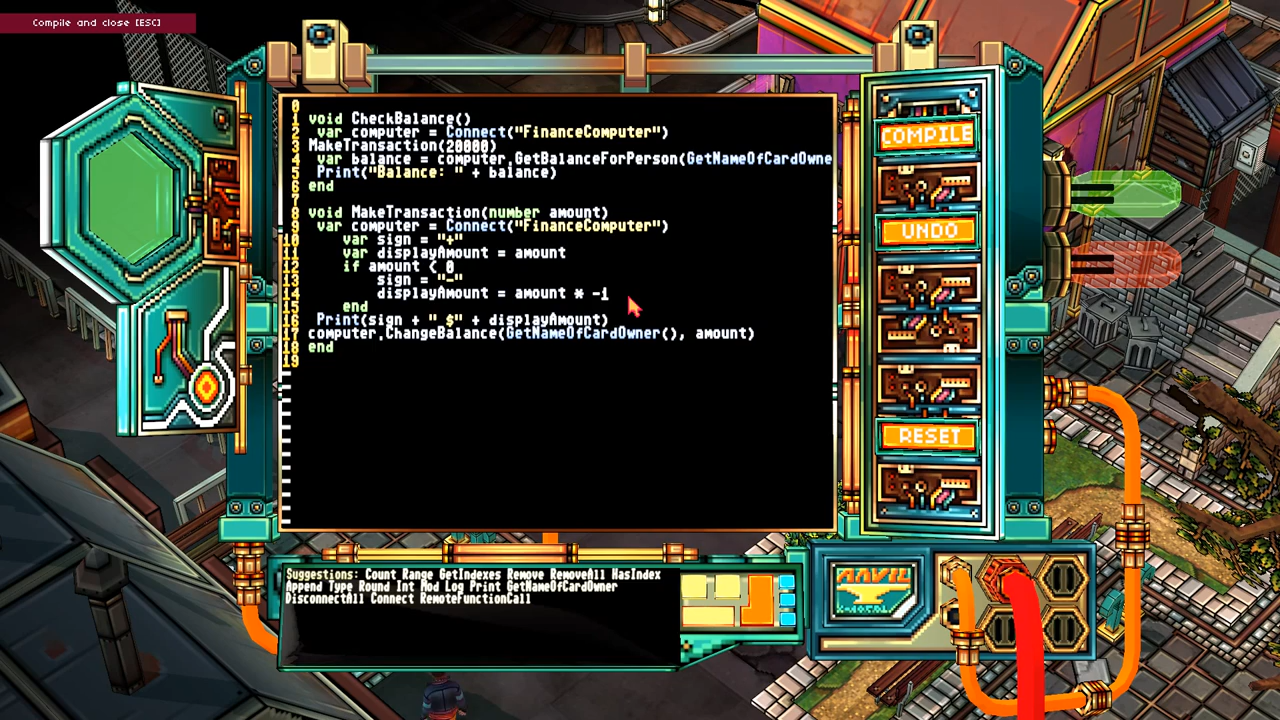 Compile and close [ESC]
0
1 void CheckBalance()
2 var computer = Connect("FinanceComputer")
3 MakeTransaction(20000)
4 var balance = computer.GetBalanceForPerson(GetNameOfCardOwne
5 Print("Balance: " + balance)
6 end
7
8 void MakeTransaction(number amount)
9 var computer = Connect("FinanceComputer")
10 var sign = "+"
11 var displayAmount = amount
12 if amount < 0
13 sign = "-"
14 displayAmount = amount * -1
15 end
16 Print(sign + " $" + displayAmount)
17 computer.ChangeBalance(GetNameOfCardOwner(), amount)
18 end
19
COMPILE
UNDO
RESET
Suggestions: Count Range GetIndexes Remove RemoveAll HasIndex
Append Type Round Int Mod Log Print GetNameOfCardOwner
DisconnectAll Connect RemoteFunctionCall
ANVIL